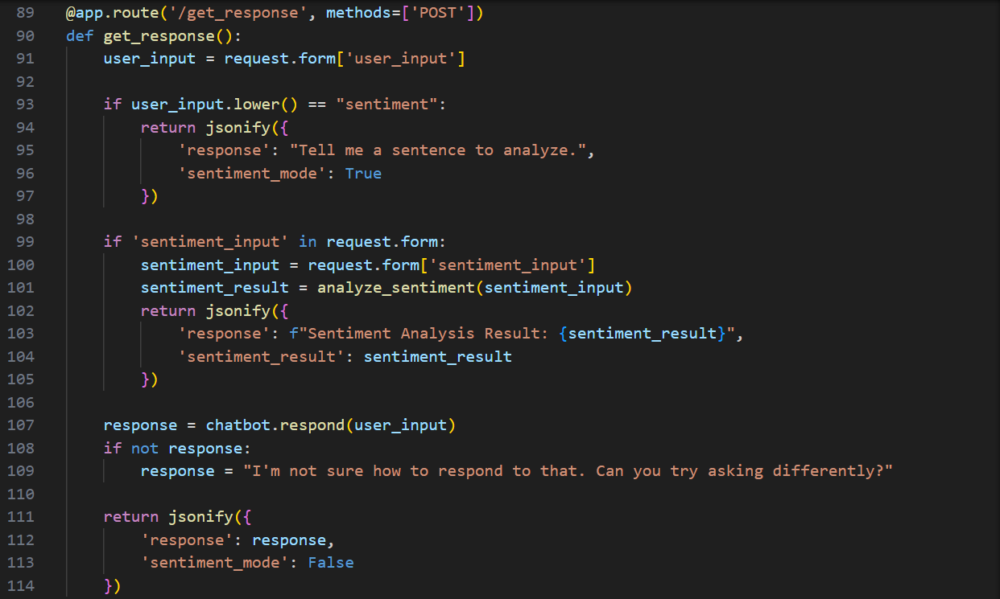 89 @app.route('/get_response', methods=['POST'])
90 def get_response():
91     user_input = request.form['user_input']
92
93     if user_input.lower() == "sentiment":
94         return jsonify({
95             'response': "Tell me a sentence to analyze.",
96             'sentiment_mode': True
97         })
98
99     if 'sentiment_input' in request.form:
100         sentiment_input = request.form['sentiment_input']
101         sentiment_result = analyze_sentiment(sentiment_input)
102         return jsonify({
103             'response': f"Sentiment Analysis Result: {sentiment_result}",
104             'sentiment_result': sentiment_result
105         })
106
107     response = chatbot.respond(user_input)
108     if not response:
109         response = "I'm not sure how to respond to that. Can you try asking differently?"
110
111     return jsonify({
112         'response': response,
113         'sentiment_mode': False
114     })